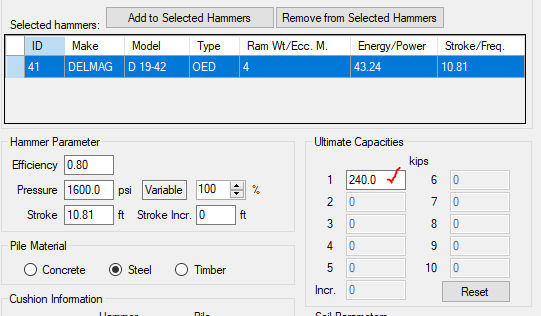 Selected hammers: Add to Selected Hammers Remove from Selected Hammers
ID Make Model Type Ram Wt/Ecc. M. Energy/Power Stroke/Freq.
41 DELMAG D 19-42 OED 4 43.24 10.81
Hammer Parameter
Efficiency 0.80
Pressure 1600.0 psi Variable 100 %
Stroke 10.81 ft Stroke Incr. 0 ft
Pile Material
Concrete Steel Timber
Cushion Information
Hammer Pile
Ultimate Capacities
kips
1 240.0 6 0
2 0 7 0
3 0 8 0
4 0 9 0
5 0 10 0
Incr. 0 Reset
Soil Parameters